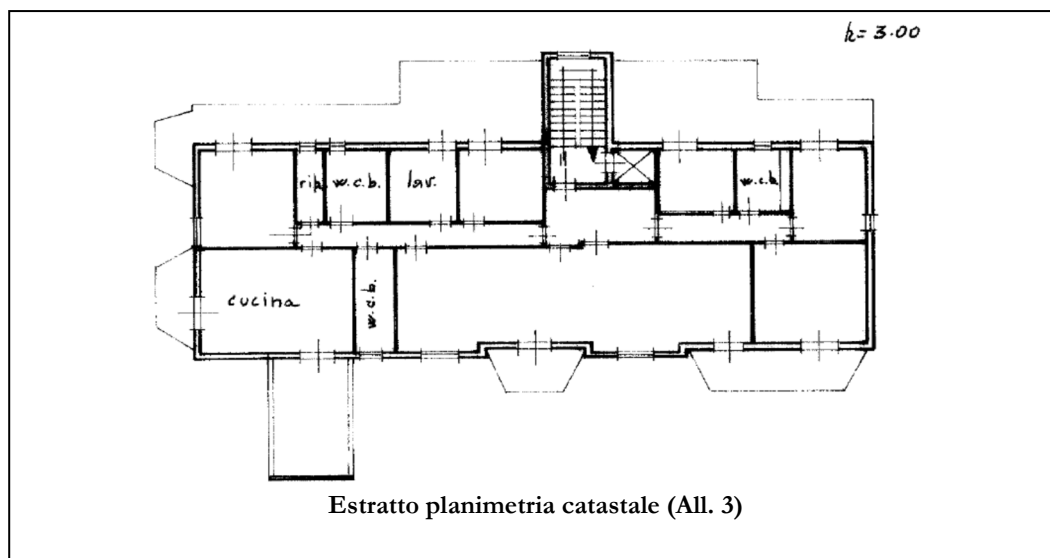 h = 3.00
rip.
w.c.b.
lav.
w.c.b.
cucina
w.c.b.
Estratto planimetria catastale (All. 3)